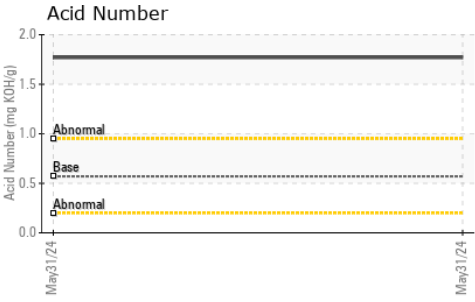 Acid Number
Acid Number (mg KOH/g)
2.0
1.5
1.0
0.5
0.0
Abnormal
Base
Abnormal
May31/24
May31/24